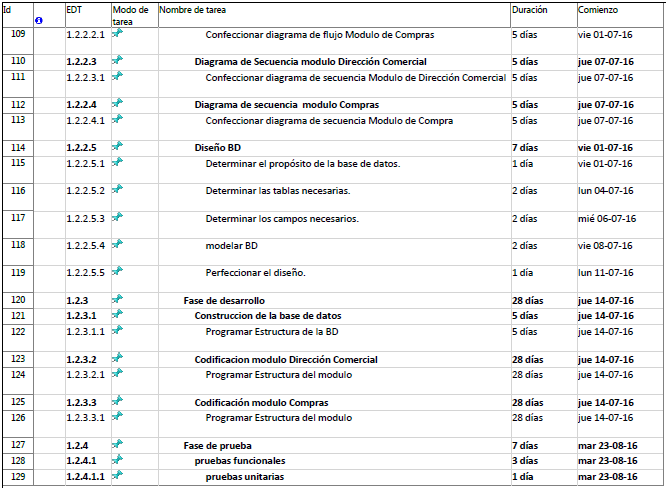 Id EDT Modo de tarea Nombre de tarea Duración Comienzo
109 1.2.2.2.1 Confeccionar diagrama de flujo Modulo de Compras 5 días vie 01-07-16
110 1.2.2.3 Diagrama de Secuencia modulo Dirección Comercial 5 días jue 07-07-16
111 1.2.2.3.1 Confeccionar diagrama de secuencia Modulo de Dirección Comercial 5 días jue 07-07-16
112 1.2.2.4 Diagrama de secuencia modulo Compras 5 días jue 07-07-16
113 1.2.2.4.1 Confeccionar diagrama de secuencia Modulo de Compra 5 días jue 07-07-16
114 1.2.2.5 Diseño BD 7 días vie 01-07-16
115 1.2.2.5.1 Determinar el propósito de la base de datos. 1 día vie 01-07-16
116 1.2.2.5.2 Determinar las tablas necesarias. 2 días lun 04-07-16
117 1.2.2.5.3 Determinar los campos necesarios. 2 días mié 06-07-16
118 1.2.2.5.4 modelar BD 2 días vie 08-07-16
119 1.2.2.5.5 Perfeccionar el diseño. 1 día lun 11-07-16
120 1.2.3 Fase de desarrollo 28 días jue 14-07-16
121 1.2.3.1 Construccion de la base de datos 5 días jue 14-07-16
122 1.2.3.1.1 Programar Estructura de la BD 5 días jue 14-07-16
123 1.2.3.2 Codificacion modulo Dirección Comercial 28 días jue 14-07-16
124 1.2.3.2.1 Programar Estructura del modulo 28 días jue 14-07-16
125 1.2.3.3 Codificación modulo Compras 28 días jue 14-07-16
126 1.2.3.3.1 Programar Estructura del modulo 28 días jue 14-07-16
127 1.2.4 Fase de prueba 7 días mar 23-08-16
128 1.2.4.1 pruebas funcionales 3 días mar 23-08-16
129 1.2.4.1.1 pruebas unitarias 1 día mar 23-08-16